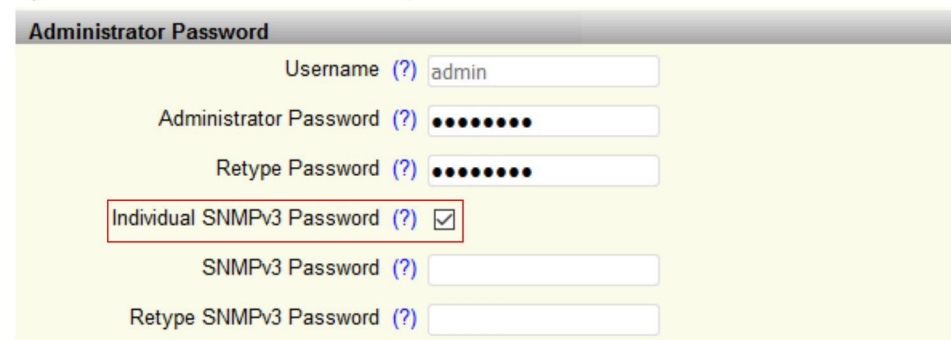 Administrator Password
Username (?) admin
Administrator Password (?) ●●●●●●●●
Retype Password (?) ●●●●●●●●
Individual SNMPv3 Password (?)
SNMPv3 Password (?)
Retype SNMPv3 Password (?)